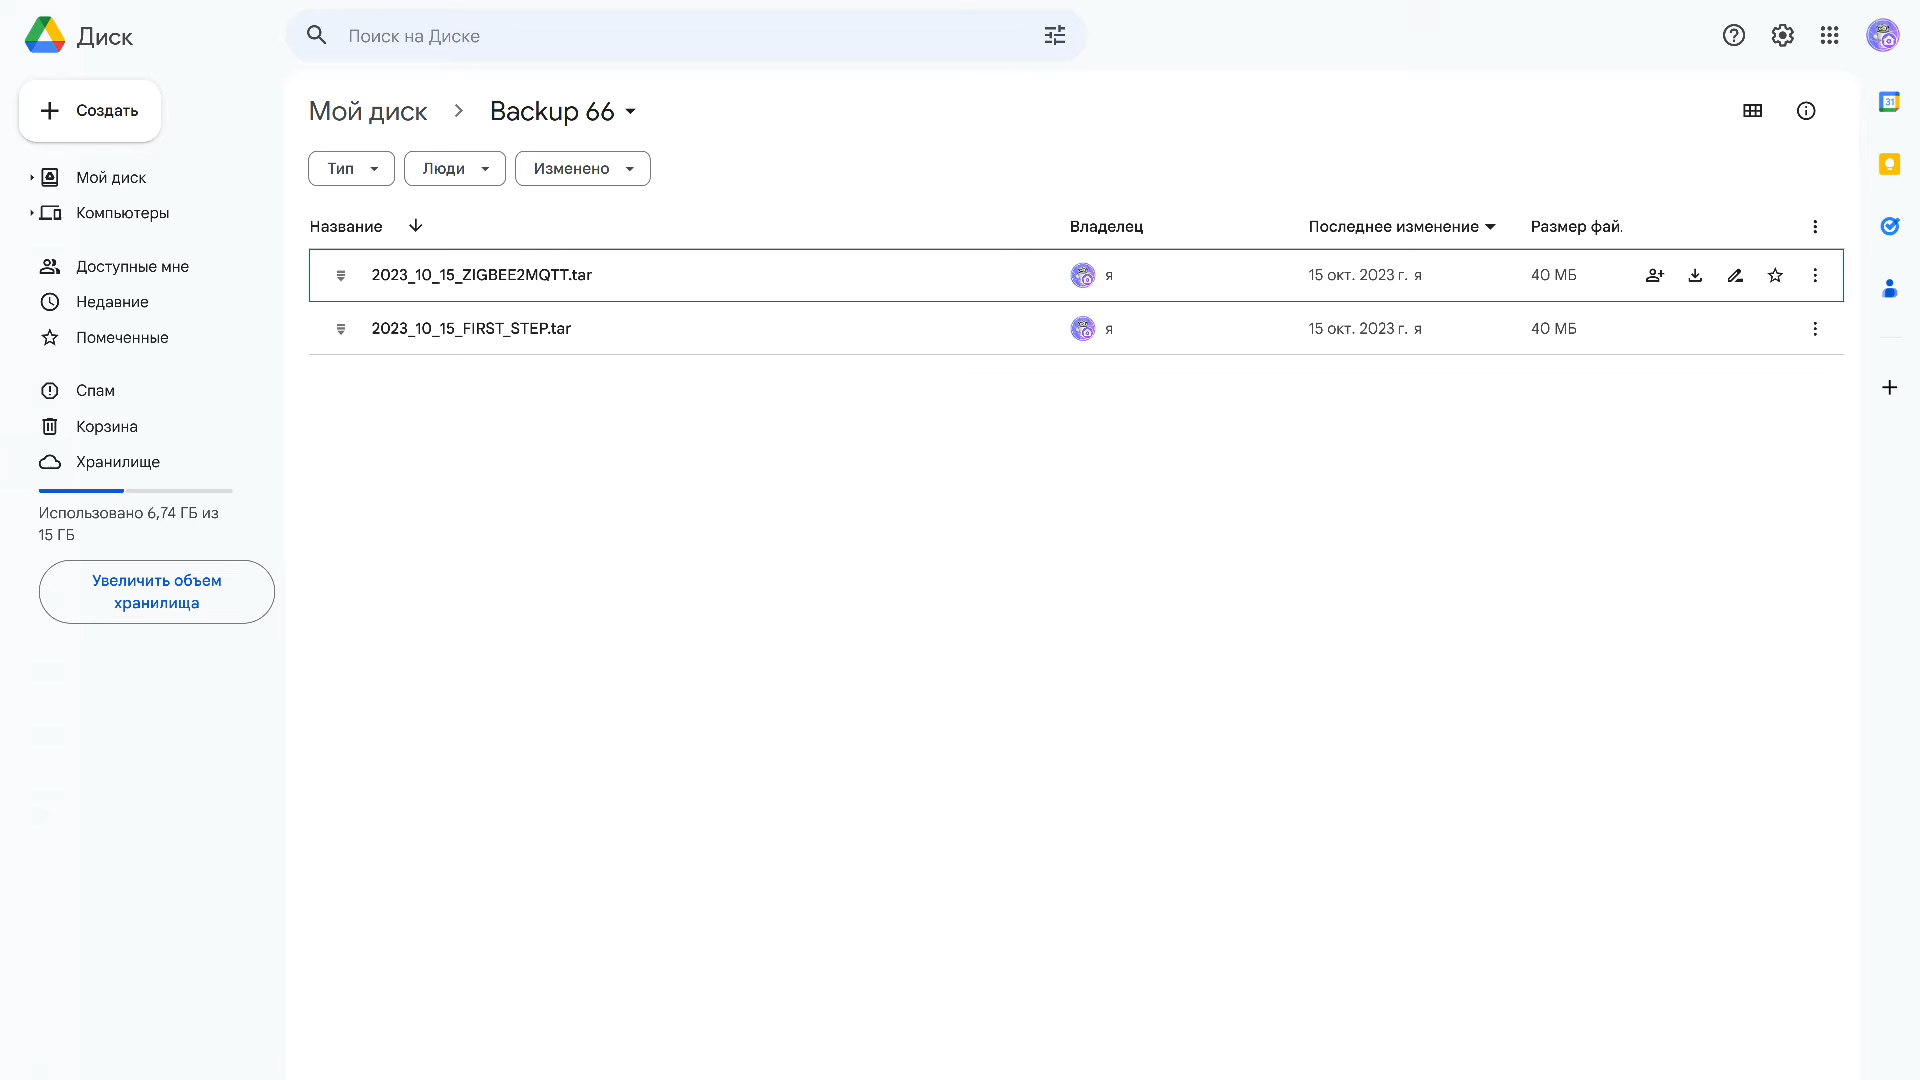 Диск
Поиск на Диске
Создать
Мой диск
Компьютеры
Доступные мне
Недавние
Помеченные
Спам
Корзина
Хранилище
Использовано 6,74 ГБ из
15 ГБ
Увеличить объем
хранилища
Мой диск Backup 66
Тип Люди Изменено
Название Владелец Последнее изменение Размер фай.
2023_10_15_ZIGBEE2MQTT.tar я 15 окт. 2023 г. я 40 МБ
2023_10_15_FIRST_STEP.tar я 15 окт. 2023 г. я 40 МБ
31